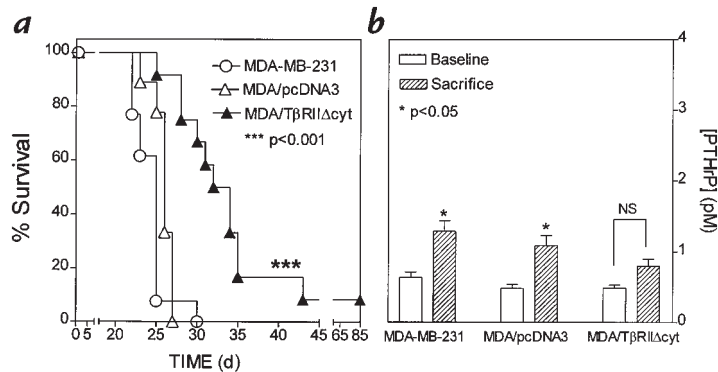 a
% Survival
100
80
60
40
20
0
MDA-MB-231
MDA/pcDNA3
MDA/TβRIIΔcyt
*** p<0.001
***
0 5 20 25 30 35 40 45 65 85
TIME (d)
b
Baseline
Sacrifice
* p<0.05
*
*
NS
4
3
2
1
0
[PTHrP] (pM)
MDA-MB-231
MDA/pcDNA3
MDA/TβRIIΔcyt